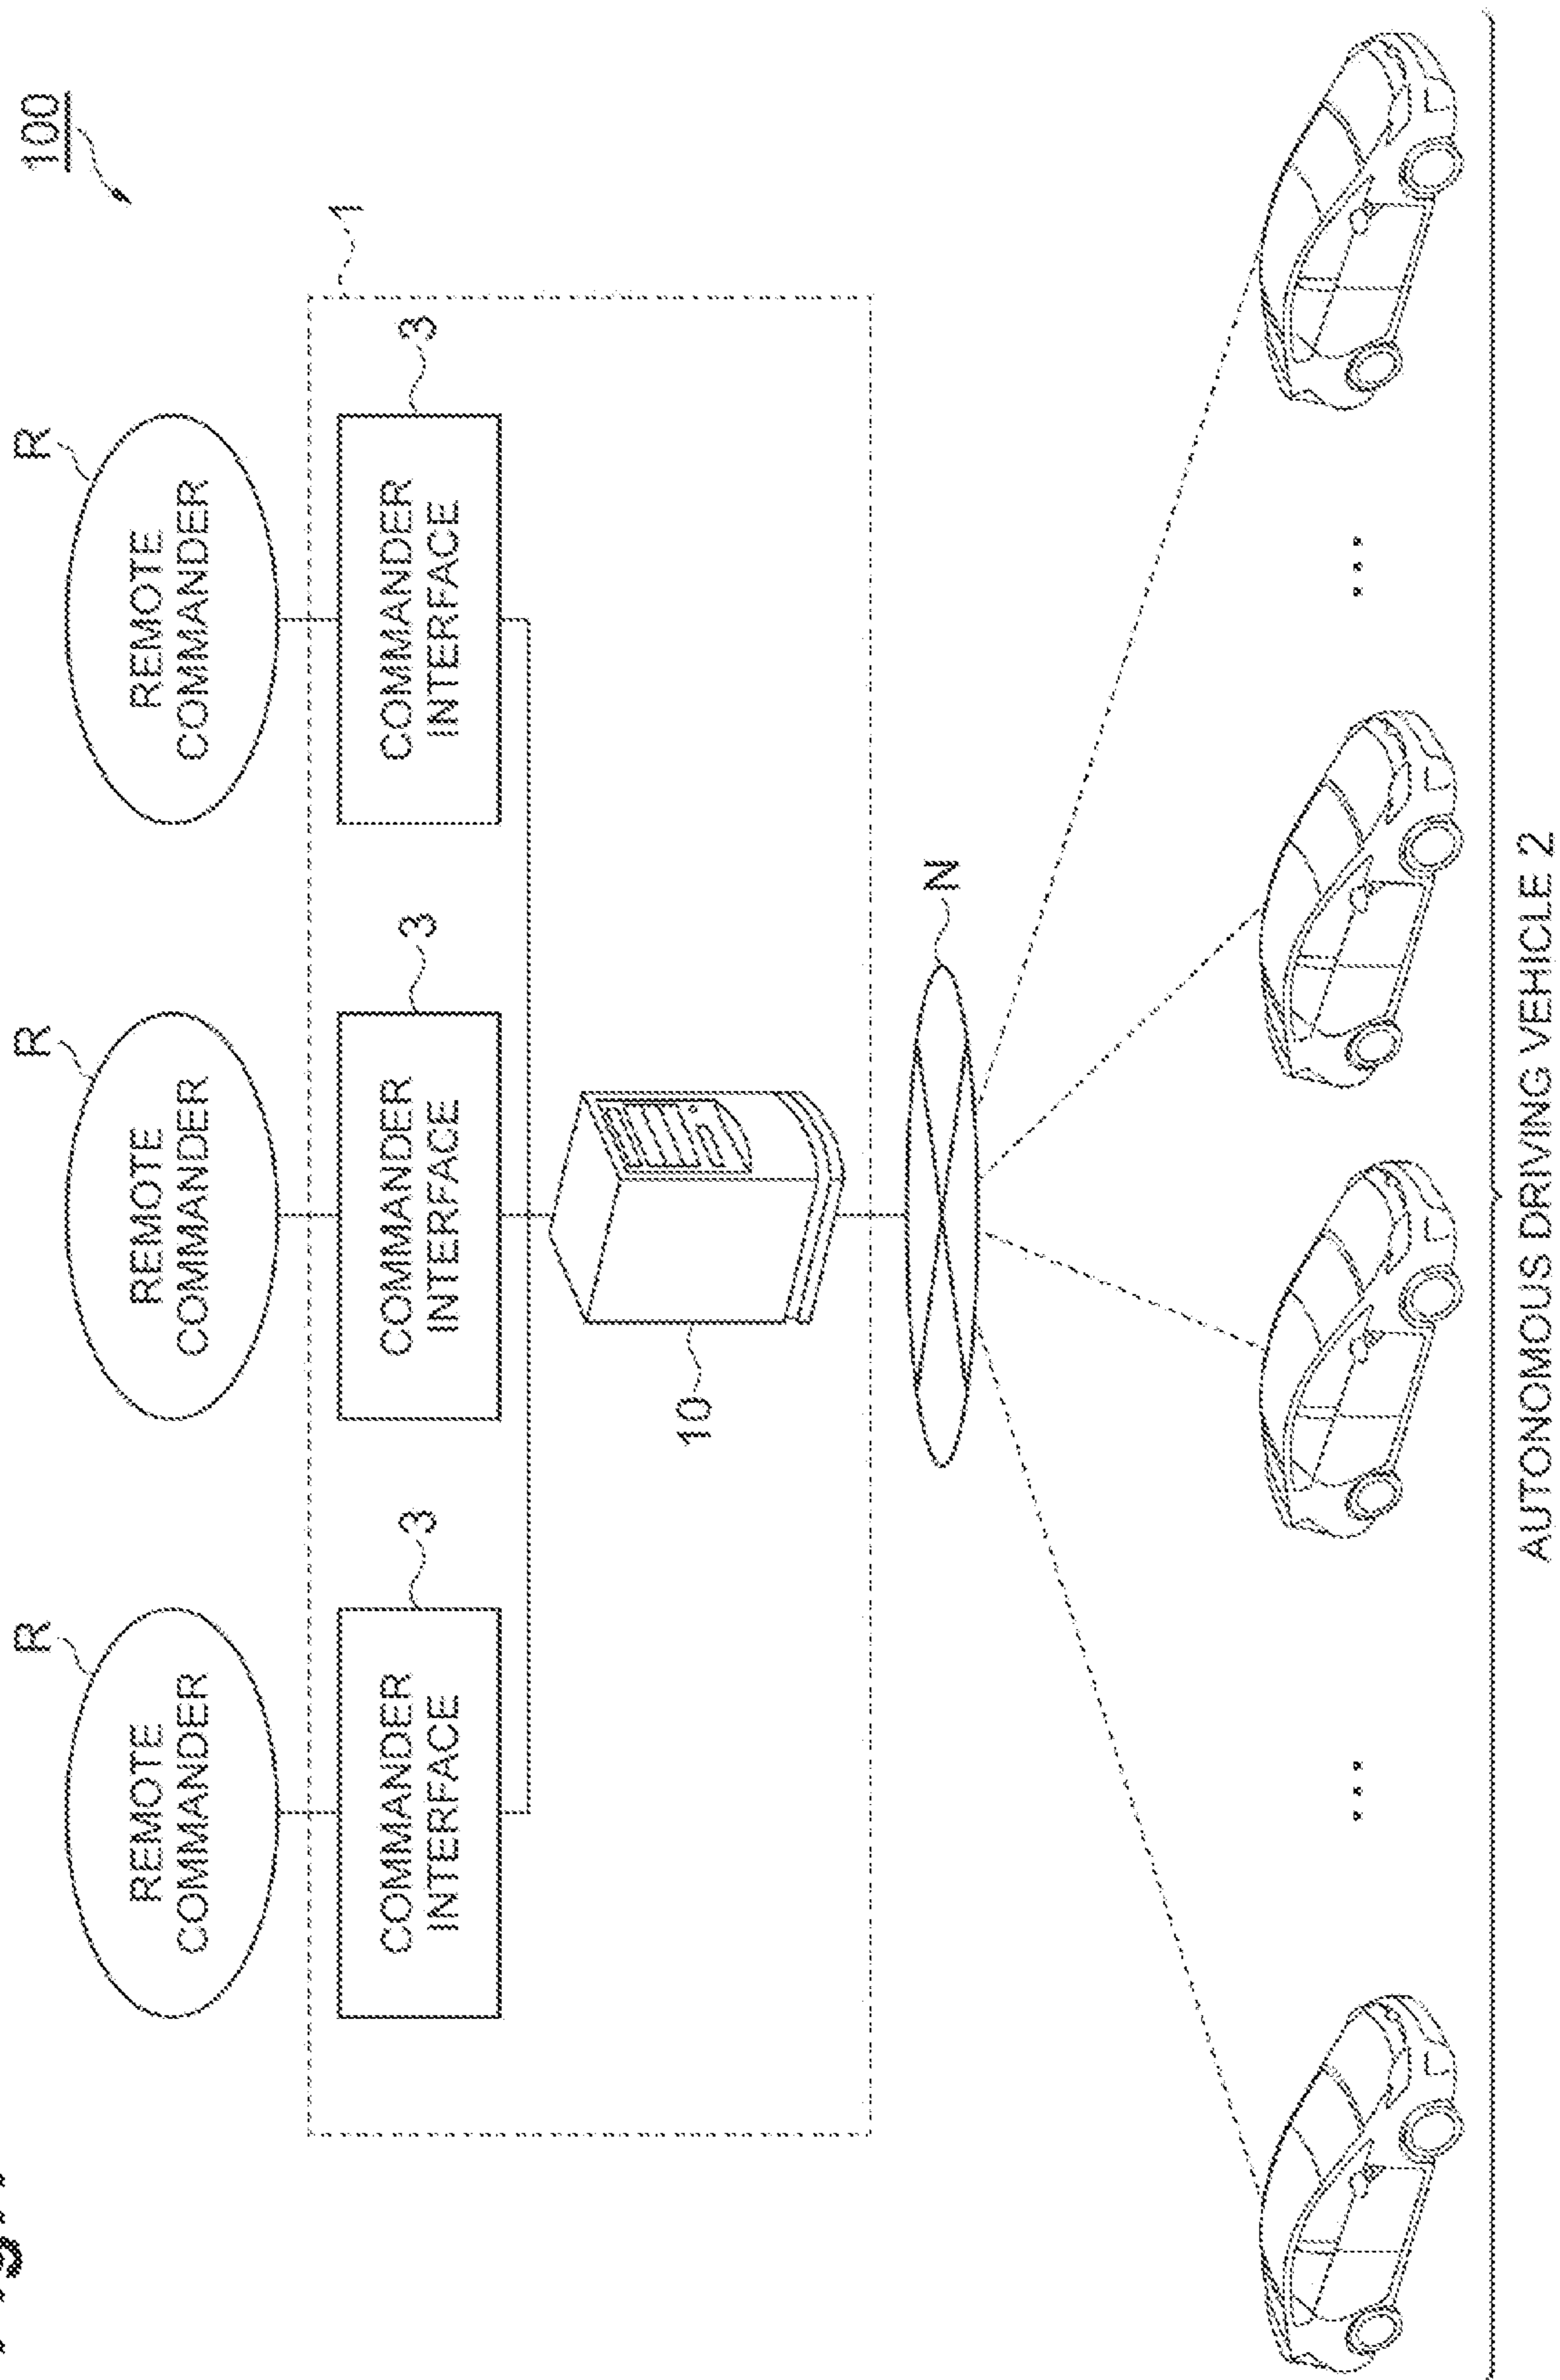 100
R
R
R
REMOTE
COMMANDER
REMOTE
COMMANDER
REMOTE
COMMANDER
1
3
3
3
COMMANDER
INTERFACE
COMMANDER
INTERFACE
COMMANDER
INTERFACE
10
N
...
...
AUTONOMOUS DRIVING VEHICLE 2